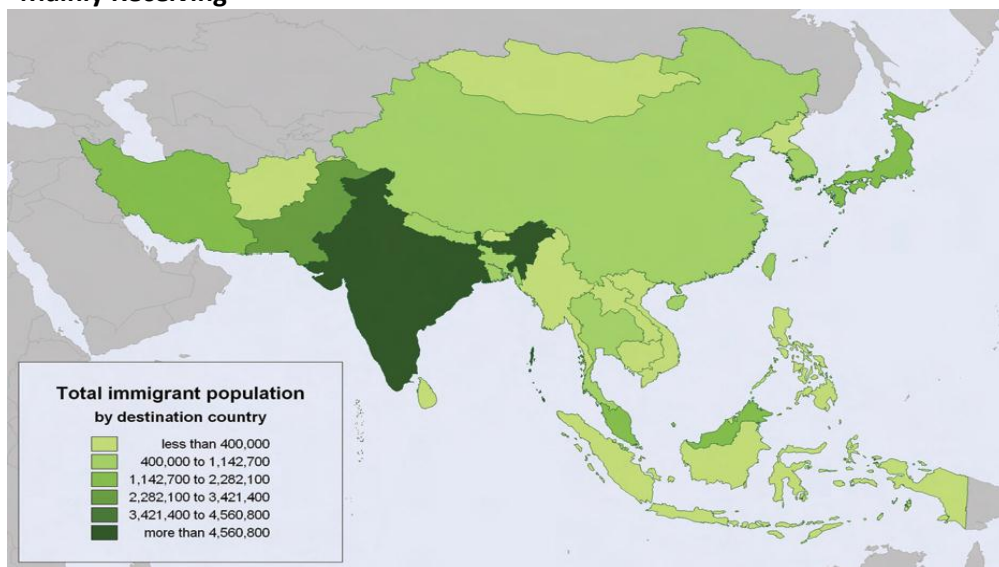 Mainly Receiving
Total immigrant population
by destination country
less than 400,000
400,000 to 1,142,700
1,142,700 to 2,282,100
2,282,100 to 3,421,400
3,421,400 to 4,560,800
more than 4,560,800